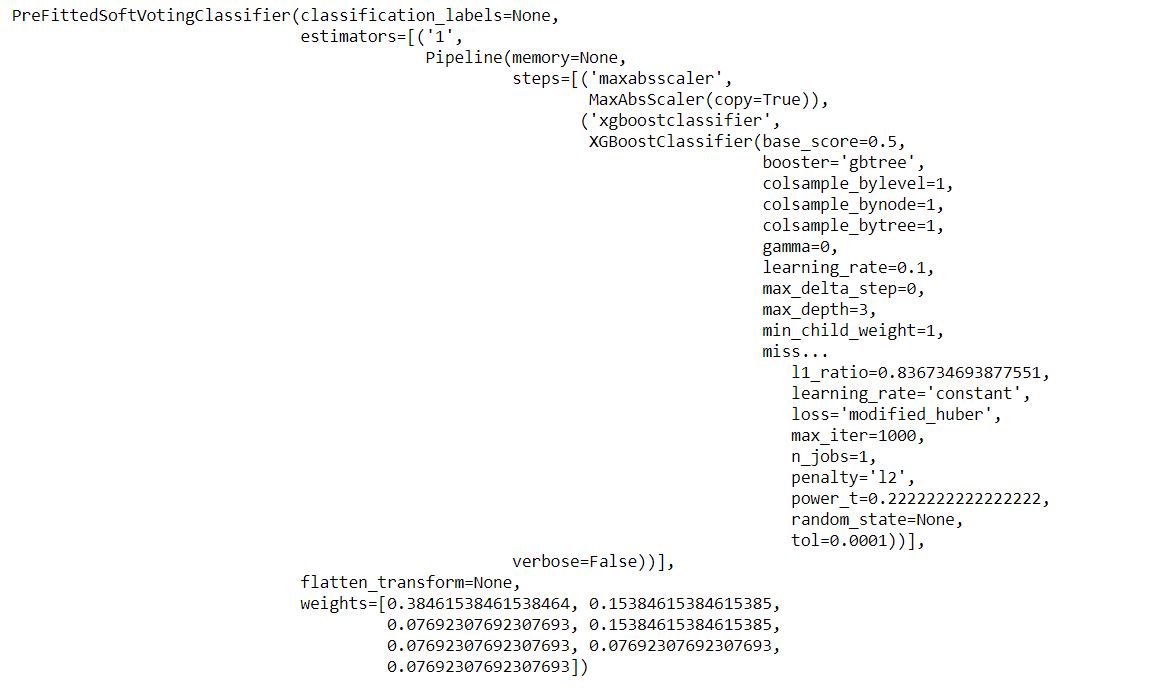 PreFittedSoftVotingClassifier(classification_labels=None,
estimators=[('1',
Pipeline(memory=None,
steps=[('maxabsscaler',
MaxAbsScaler(copy=True)),
('xgboostclassifier',
XGBoostClassifier(base_score=0.5,
booster='gbtree',
colsample_bylevel=1,
colsample_bynode=1,
colsample_bytree=1,
gamma=0,
learning_rate=0.1,
max_delta_step=0,
max_depth=3,
min_child_weight=1,
miss...
l1_ratio=0.836734693877551,
learning_rate='constant',
loss='modified_huber',
max_iter=1000,
n_jobs=1,
penalty='l2',
power_t=0.2222222222222222,
random_state=None,
tol=0.0001))],
verbose=False))],
flatten_transform=None,
weights=[0.38461538461538464, 0.15384615384615385,
0.07692307692307693, 0.15384615384615385,
0.07692307692307693, 0.07692307692307693,
0.07692307692307693])